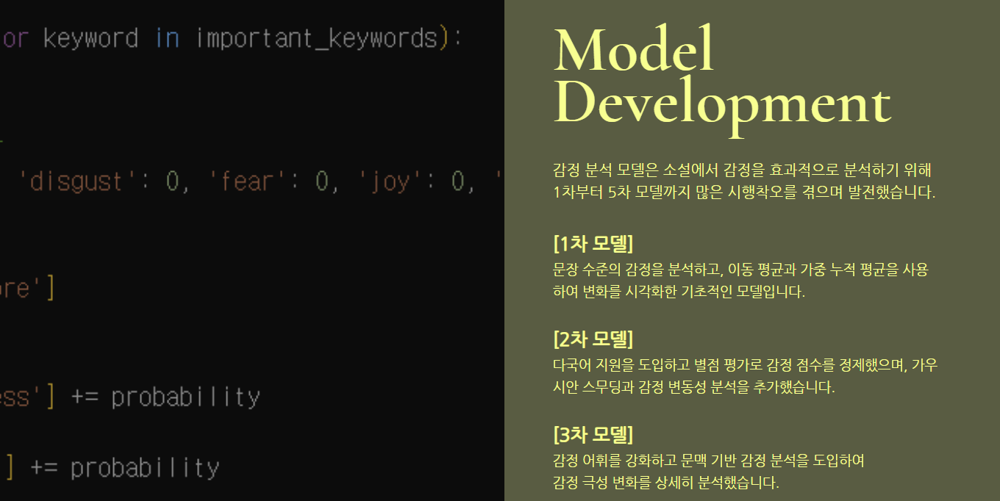 or keyword in important_keywords):
'disgust': 0, 'fear': 0, 'joy': 0, '
ore']
ess'] += probability
] += probability
Model
Development
감정 분석 모델은 소설에서 감정을 효과적으로 분석하기 위해
1차부터 5차 모델까지 많은 시행착오를 겪으며 발전했습니다.
[1차 모델]
문장 수준의 감정을 분석하고, 이동 평균과 가중 누적 평균을 사용
하여 변화를 시각화한 기초적인 모델입니다.
[2차 모델]
다국어 지원을 도입하고 별점 평가로 감정 점수를 정제했으며, 가우
시안 스무딩과 감정 변동성 분석을 추가했습니다.
[3차 모델]
감정 어휘를 강화하고 문맥 기반 감정 분석을 도입하여
감정 극성 변화를 상세히 분석했습니다.